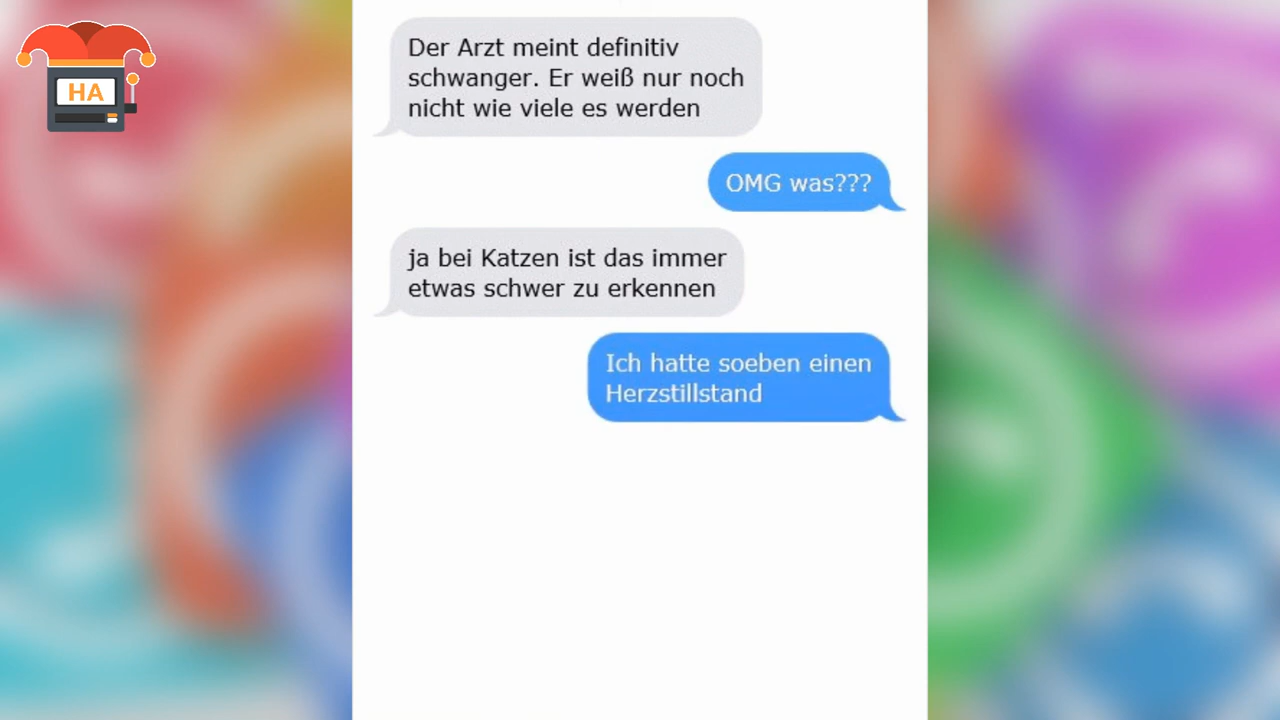 HA
Der Arzt meint definitiv
schwanger. Er weiß nur noch
nicht wie viele es werden
OMG was???
ja bei Katzen ist das immer
etwas schwer zu erkennen
Ich hatte soeben einen
Herzstillstand